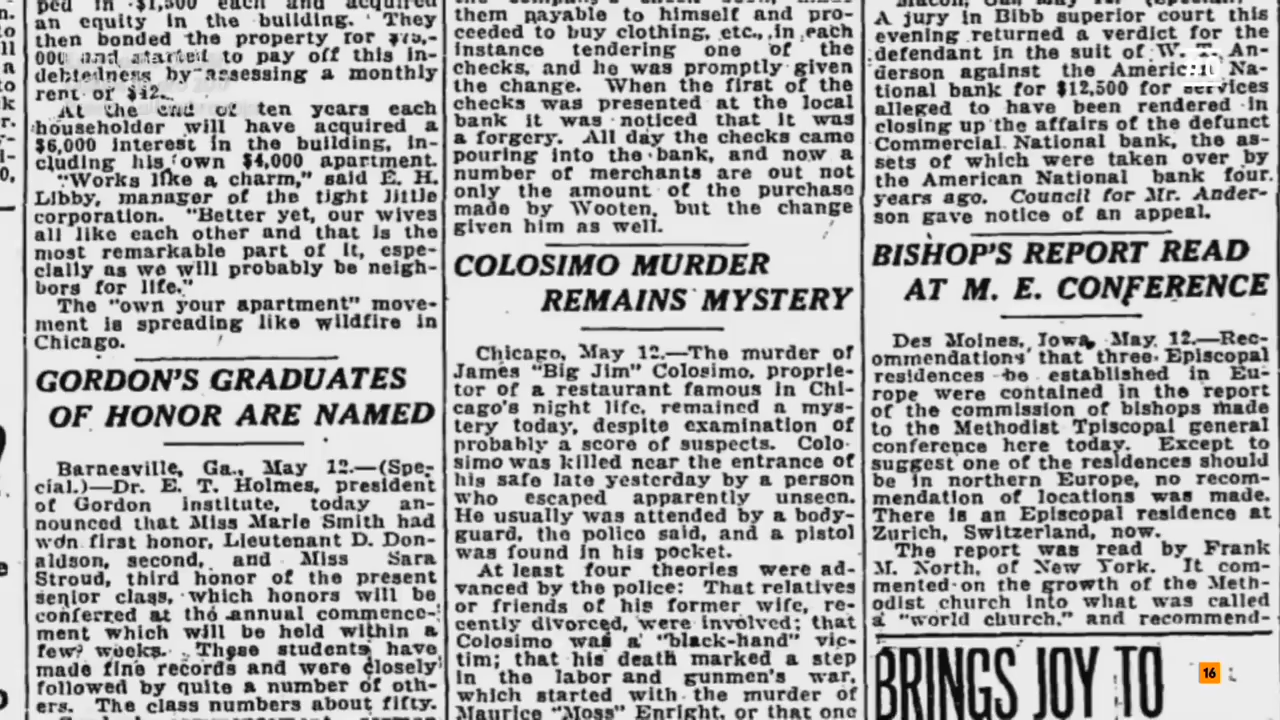 ped in $1,500 each and acquired
an equity in the building. They
then bonded the property for
and started to pay off this in-
debtedness by assessing a monthly
rent of $42.
At the end of ten years each
householder will have acquired a
$6,000 interest in the building, in-
cluding his own $4,000 apartment.
"Works like a charm," said E. H.
Libby, manager of the tight little
corporation. "Better yet, our wives
all like each other and that is the
most remarkable part of it, espe-
cially as we will probably be neigh-
bors for life."
The "own your apartment" move-
ment is spreading like wildfire in
Chicago.
GORDON'S GRADUATES
OF HONOR ARE NAMED
Barnesville, Ga., May 12.—(Spe-
cial.)—Dr. E. T. Holmes, president
of Gordon institute, today an-
nounced that Miss Marie Smith had
won first honor, Lieutenant D. Don-
aldson, second, and Miss Sara
Stroud, third honor of the present
senior class, which honors will be
conferred at the annual commence-
ment which will be held within a
few weeks. These students have
made fine records and were closely
followed by quite a number of oth-
ers. The class numbers about fifty.
them payable to himself and pro-
ceeded to buy clothing, etc., in each
instance tendering one of the
checks, and he was promptly given
the change. When the first of the
checks was presented at the local
bank it was noticed that it was
a forgery. All day the checks came
pouring into the bank, and now a
number of merchants are out not
only the amount of the purchase
made by Wooten, but the change
given him as well.
COLOSIMO MURDER
REMAINS MYSTERY
Chicago, May 12.—The murder of
James "Big Jim" Colosimo, proprie-
tor of a restaurant famous in Chi-
cago's night life, remained a mys-
tery today, despite examination of
probably a score of suspects. Colo-
simo was killed near the entrance of
his safe late yesterday by a person
who escaped apparently unseen.
He usually was attended by a body-
guard, the police said, and a pistol
was found in his pocket.
At least four theories were ad-
vanced by the police: That relatives
or friends of his former wife, re-
cently divorced, were involved; that
Colosimo was a "black-hand" vic-
tim; that his death marked a step
in the labor and gunmen's war,
which started with the murder of
Maurice "Moss" Enright, or that one
A jury in Bibb superior court this
evening returned a verdict for the
defendant in the suit of W. An-
derson against the American Na-
tional bank for $12,500 for services
alleged to have been rendered in
closing up the affairs of the defunct
Commercial National bank, the as-
sets of which were taken over by
the American National bank four
years ago. Council for Mr. Ander-
son gave notice of an appeal.
BISHOP'S REPORT READ
AT M. E. CONFERENCE
Des Moines, Iowa, May 12.—Rec-
ommendations that three Episcopal
residences be established in Eu-
rope were contained in the report
of the commission of bishops made
to the Methodist Tpiscopal general
conference here today. Except to
suggest one of the residences should
be in northern Europe, no recom-
mendation of locations was made.
There is an Episcopal residence at
Zurich, Switzerland, now.
The report was read by Frank
M. North, of New York. It com-
mented on the growth of the Meth-
odist church into what was called
a "world church," and recommend-
BRINGS JOY TO
16